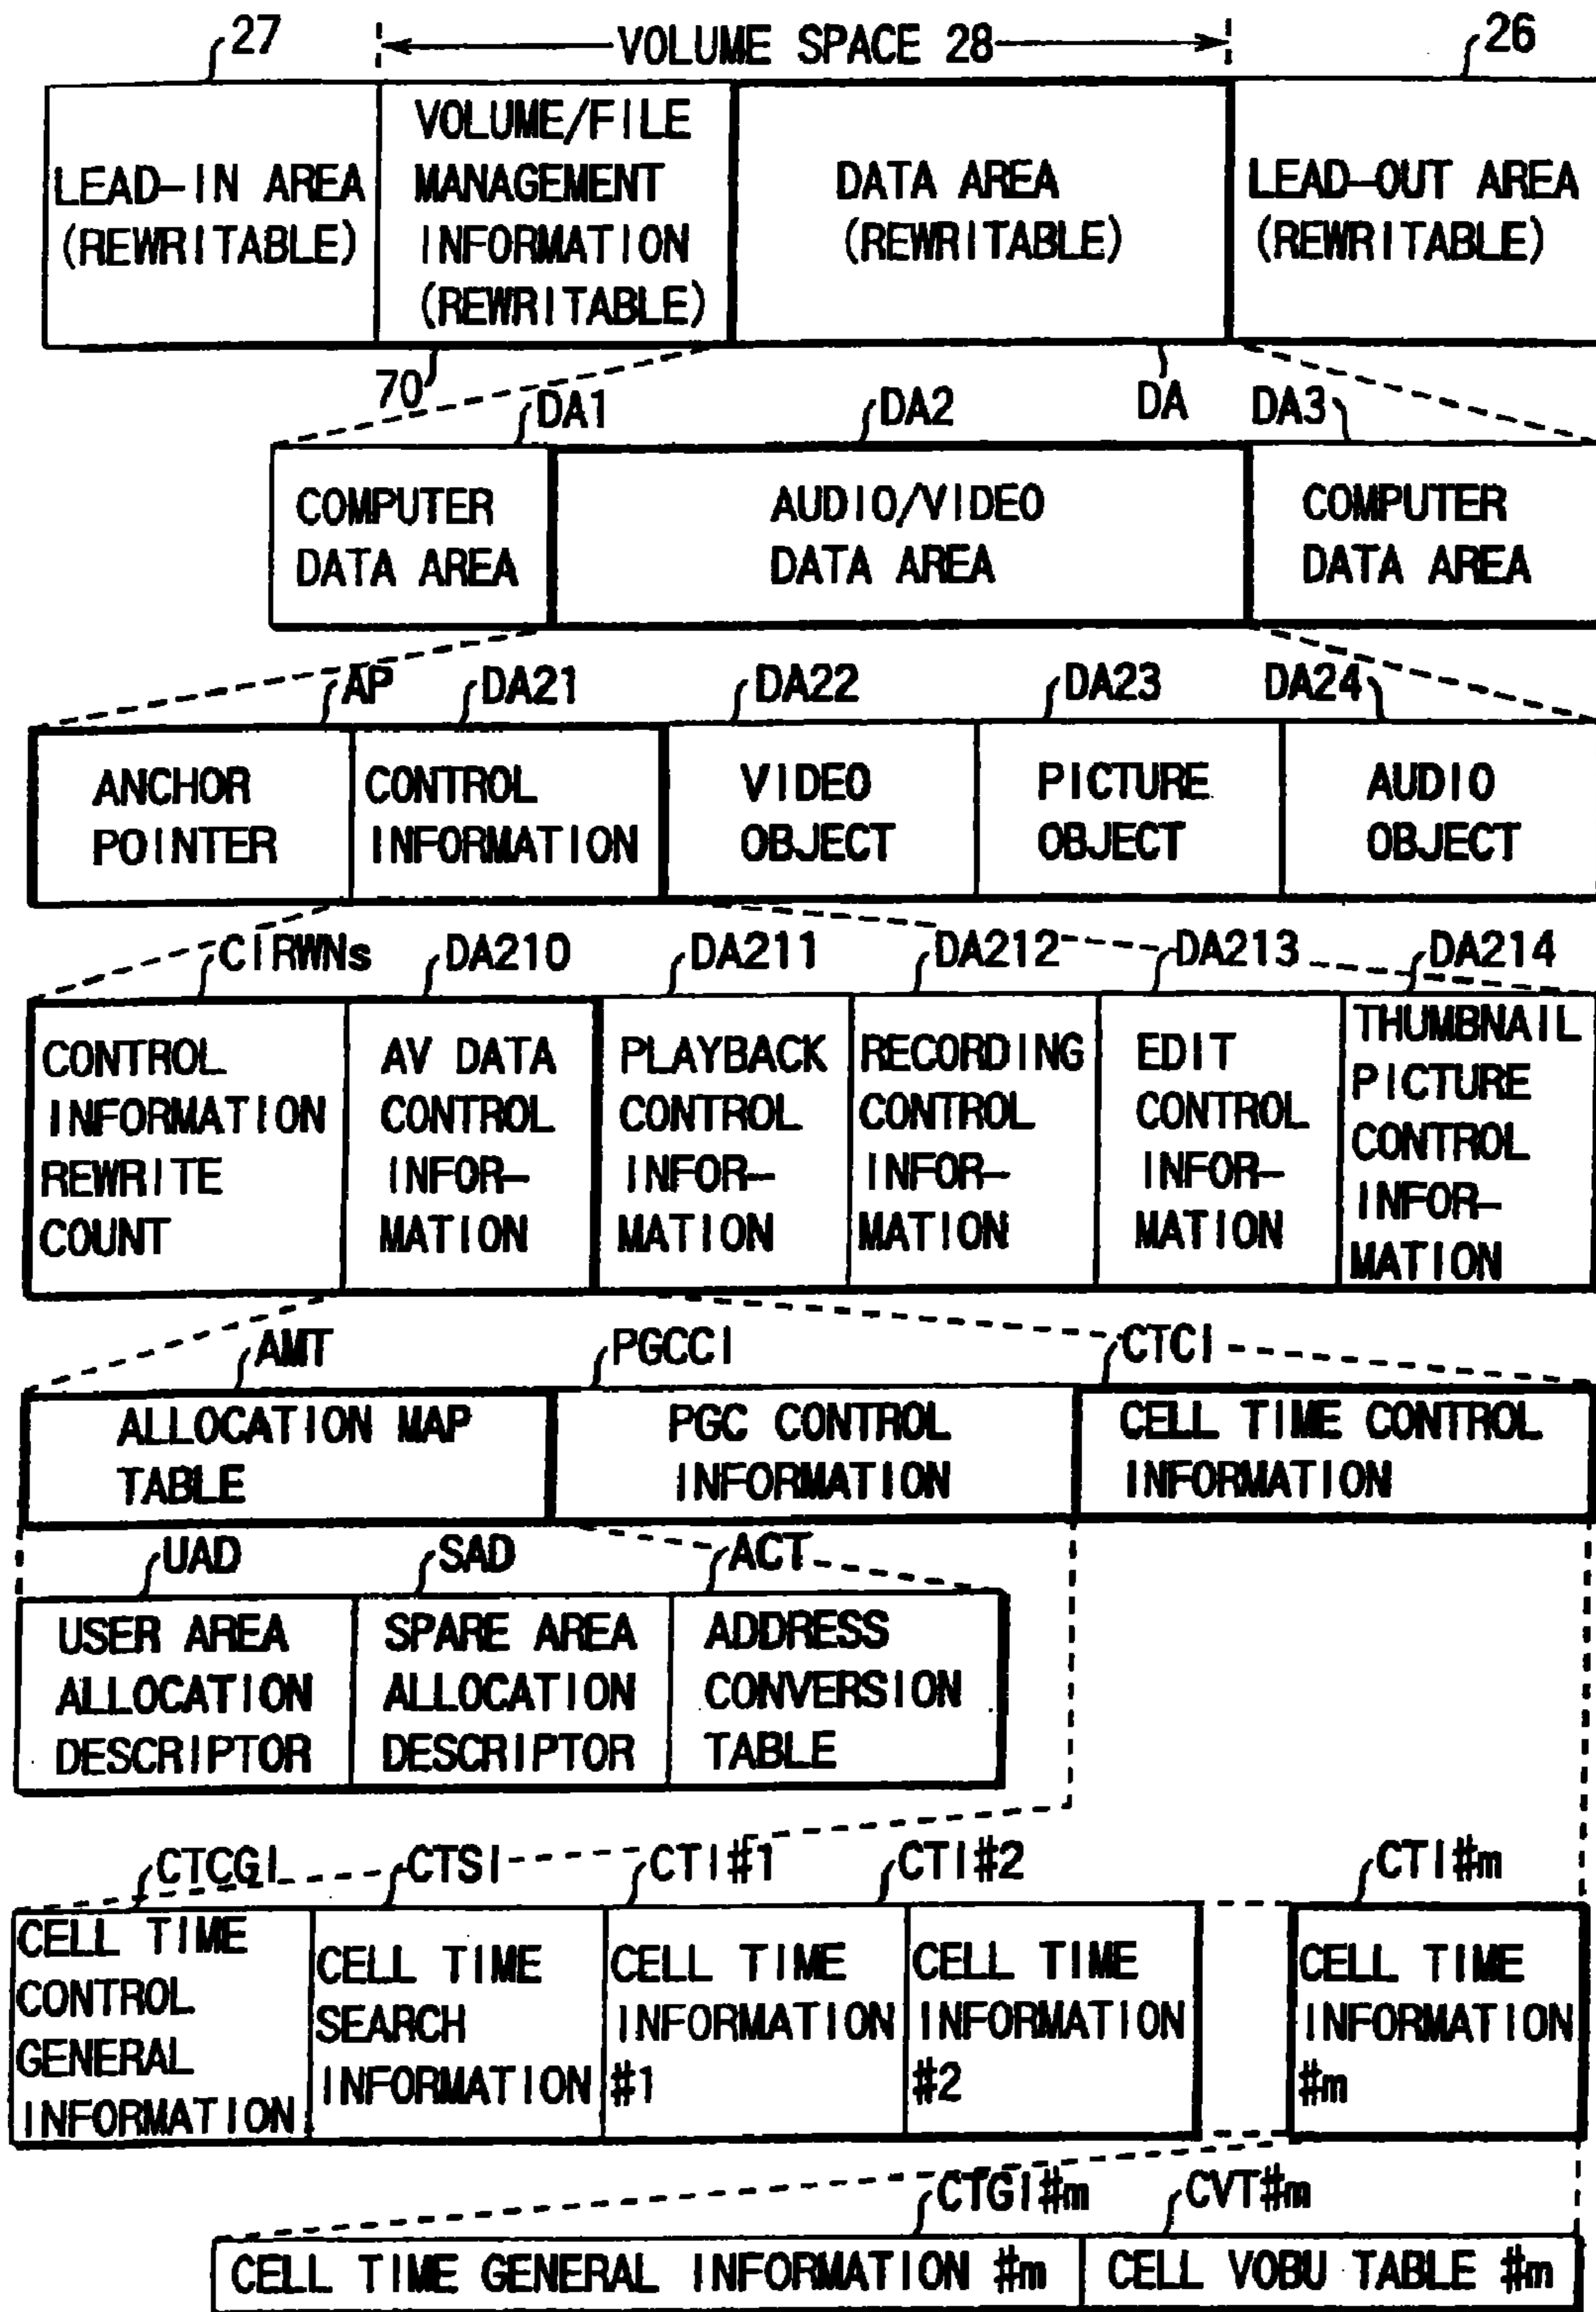 27
VOLUME SPACE 28
26
LEAD-IN AREA
(REWRITABLE)
VOLUME/FILE
MANAGEMENT
INFORMATION
(REWRITABLE)
DATA AREA
(REWRITABLE)
LEAD-OUT AREA
(REWRITABLE)
70
DA
DA1
DA2
DA3
COMPUTER
DATA AREA
AUDIO/VIDEO
DATA AREA
COMPUTER
DATA AREA
AP
DA21
DA22
DA23
DA24
ANCHOR
POINTER
CONTROL
INFORMATION
VIDEO
OBJECT
PICTURE
OBJECT
AUDIO
OBJECT
CIRWNs
DA210
DA211
DA212
DA213
DA214
CONTROL
INFORMATION
REWRITE
COUNT
AV DATA
CONTROL
INFOR-
MATION
PLAYBACK
CONTROL
INFOR-
MATION
RECORDING
CONTROL
INFOR-
MATION
EDIT
CONTROL
INFOR-
MATION
THUMBNAIL
PICTURE
CONTROL
INFOR-
MATION
AMT
PGCCI
CTCI
ALLOCATION MAP
TABLE
PGC CONTROL
INFORMATION
CELL TIME CONTROL
INFORMATION
UAD
SAD
ACT
USER AREA
ALLOCATION
DESCRIPTOR
SPARE AREA
ALLOCATION
DESCRIPTOR
ADDRESS
CONVERSION
TABLE
CTCGI
CTSI
CTI#1
CTI#2
CTI#m
CELL TIME
CONTROL
GENERAL
INFORMATION
CELL TIME
SEARCH
INFORMATION
CELL TIME
INFORMATION
#1
CELL TIME
INFORMATION
#2
CELL TIME
INFORMATION
#m
CTGI#m
CVT#m
CELL TIME GENERAL INFORMATION #m
CELL VOBU TABLE #m